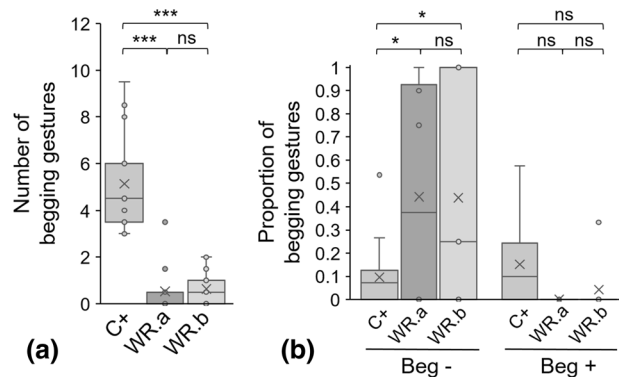 ***
***
ns
12
10
8
6
4
2
0
Number of
begging gestures
C+
WR.a
WR.b
(a)
*
*
ns
ns
ns
ns
1
0.9
0.8
0.7
0.6
0.5
0.4
0.3
0.2
0.1
0
Proportion of
begging gestures
C+
WR.a
WR.b
C+
WR.a
WR.b
Beg -
Beg +
(b)